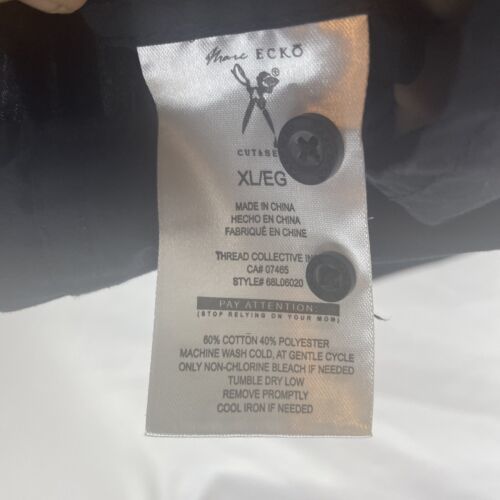 Marc ECKŌ
CUT&SE
XL/EG
MADE IN CHINA
HECHO EN CHINA
FABRIQUÉ EN CHINE
THREAD COLLECTIVE IN
CA# 07465
STYLE# 68L06020
PAY ATTENTION
(STOP RELYING ON YOUR MOM)
60% COTTON 40% POLYESTER
MACHINE WASH COLD, AT GENTLE CYCLE
ONLY NON-CHLORINE BLEACH IF NEEDED
TUMBLE DRY LOW
REMOVE PROMPTLY
COOL IRON IF NEEDED